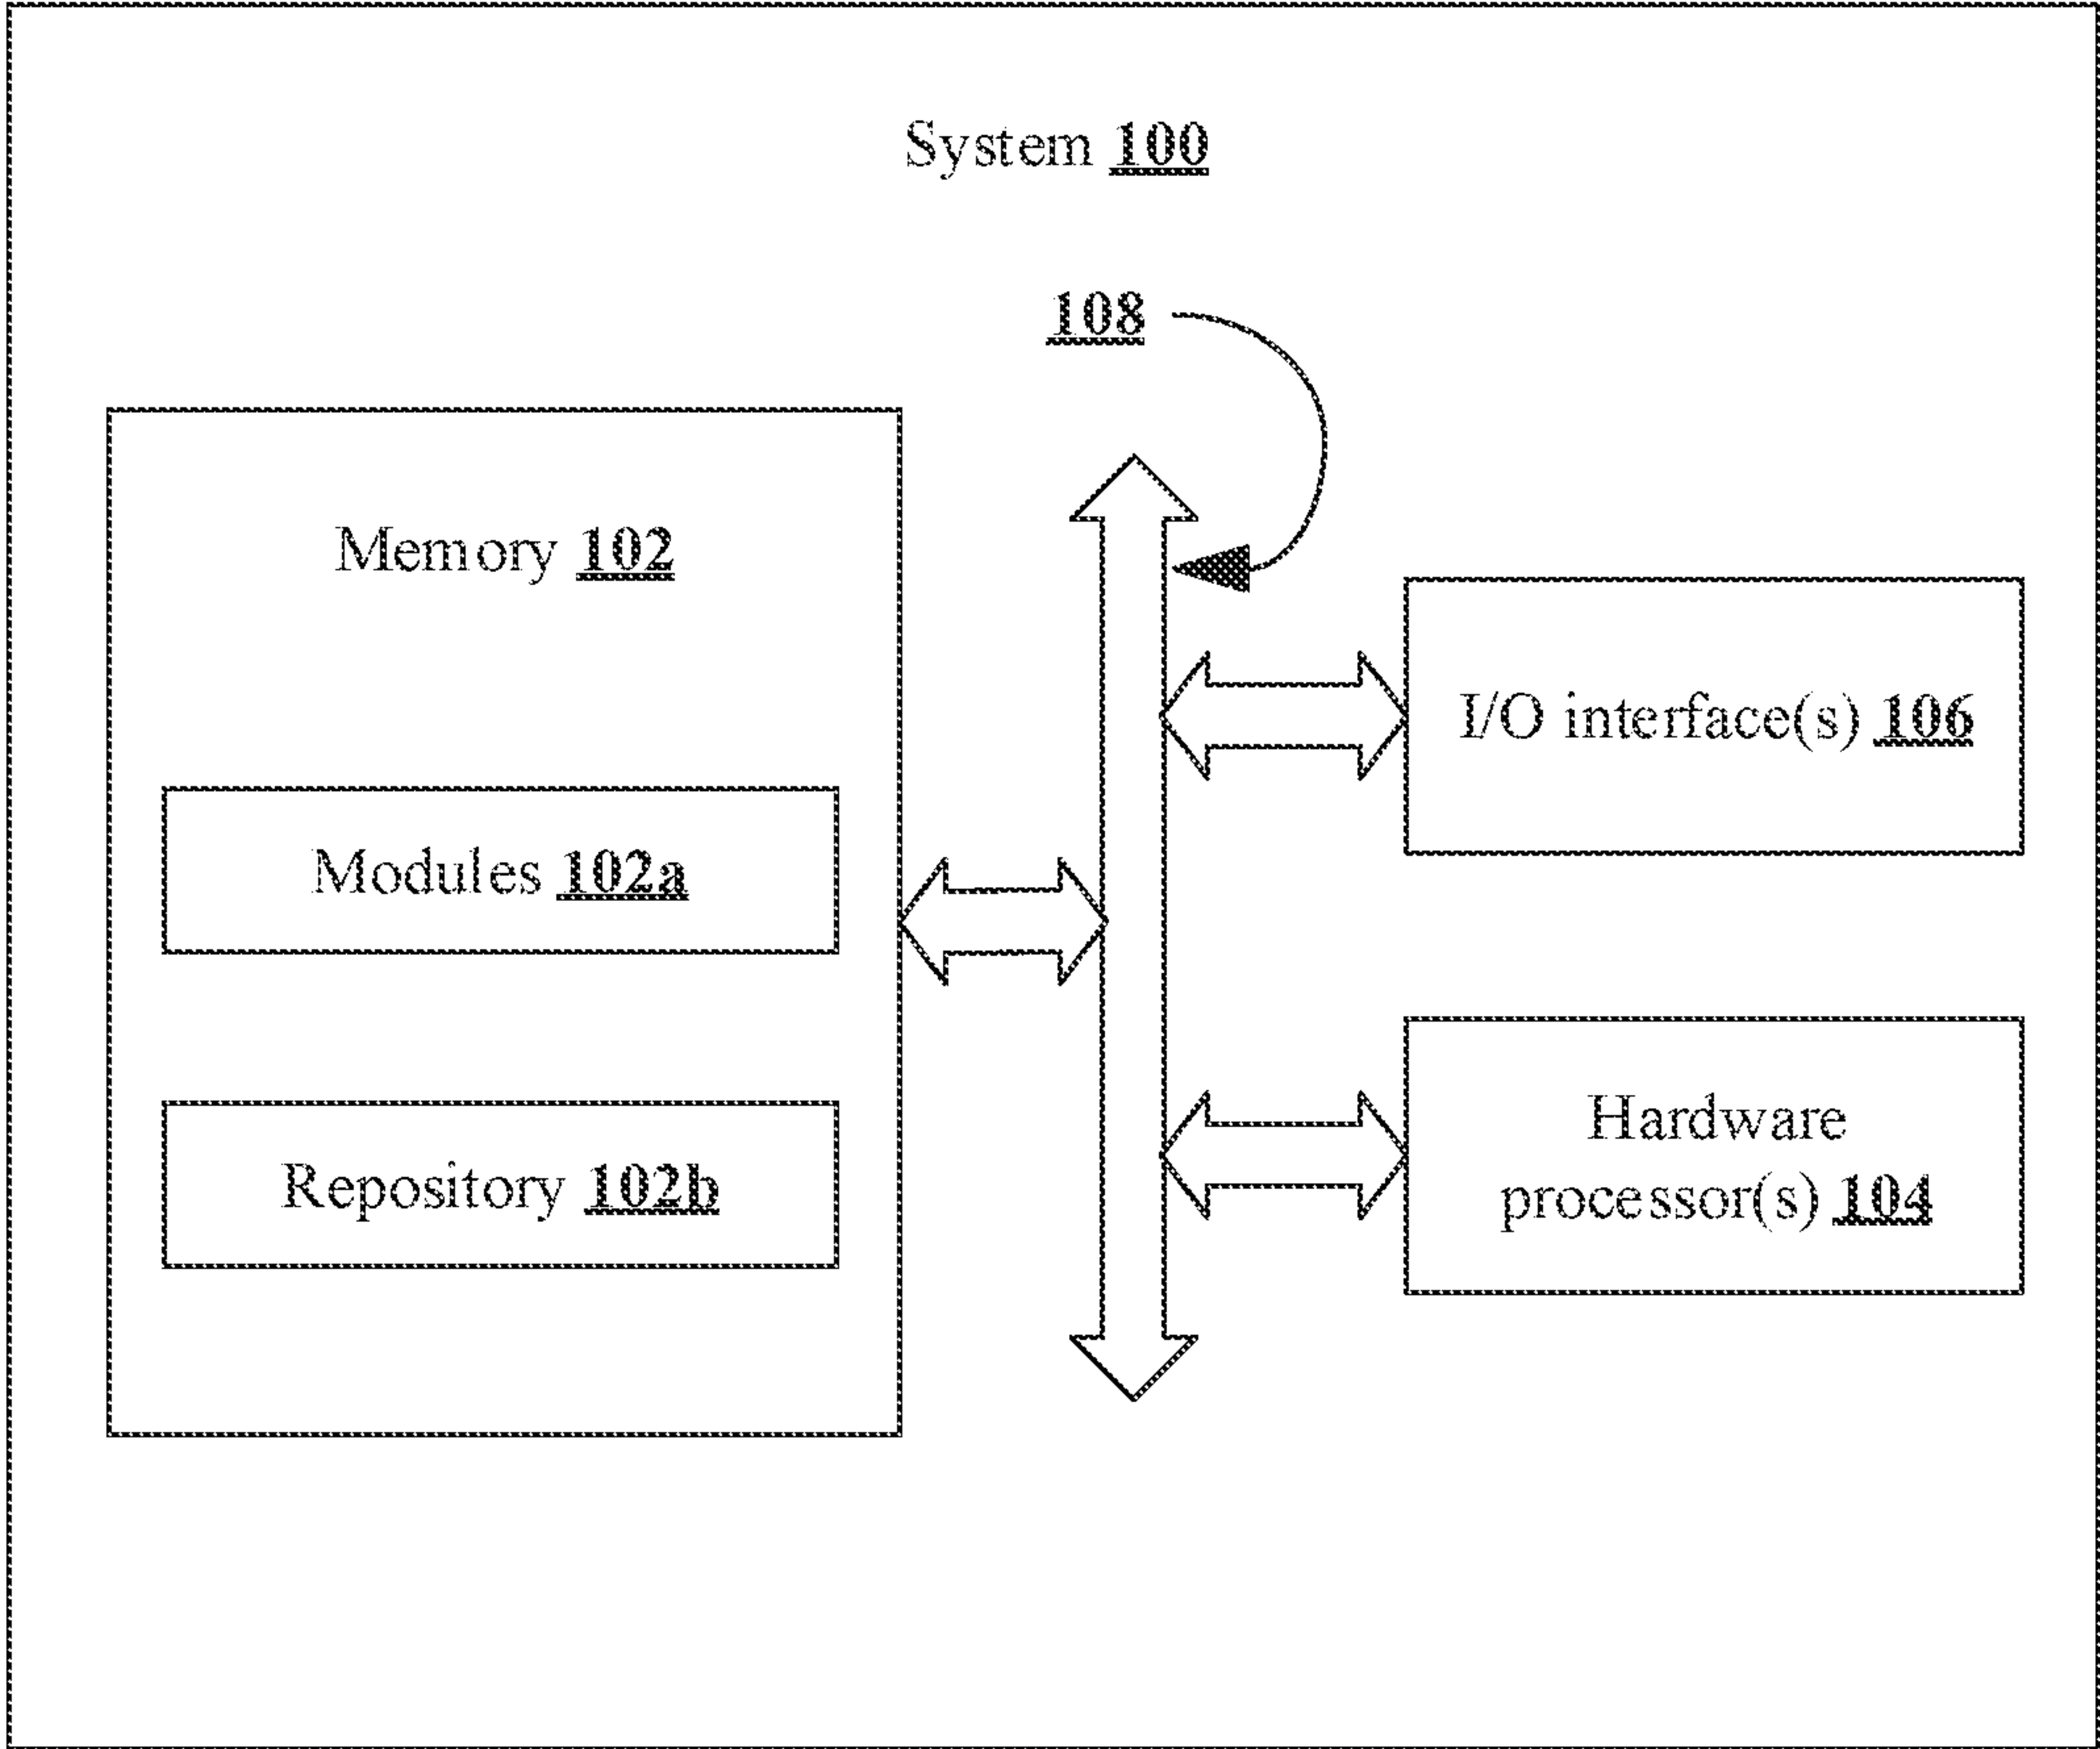 System 100
108
Memory 102
Modules 102a
Repository 102b
I/O interface(s) 106
Hardware
processor(s) 104